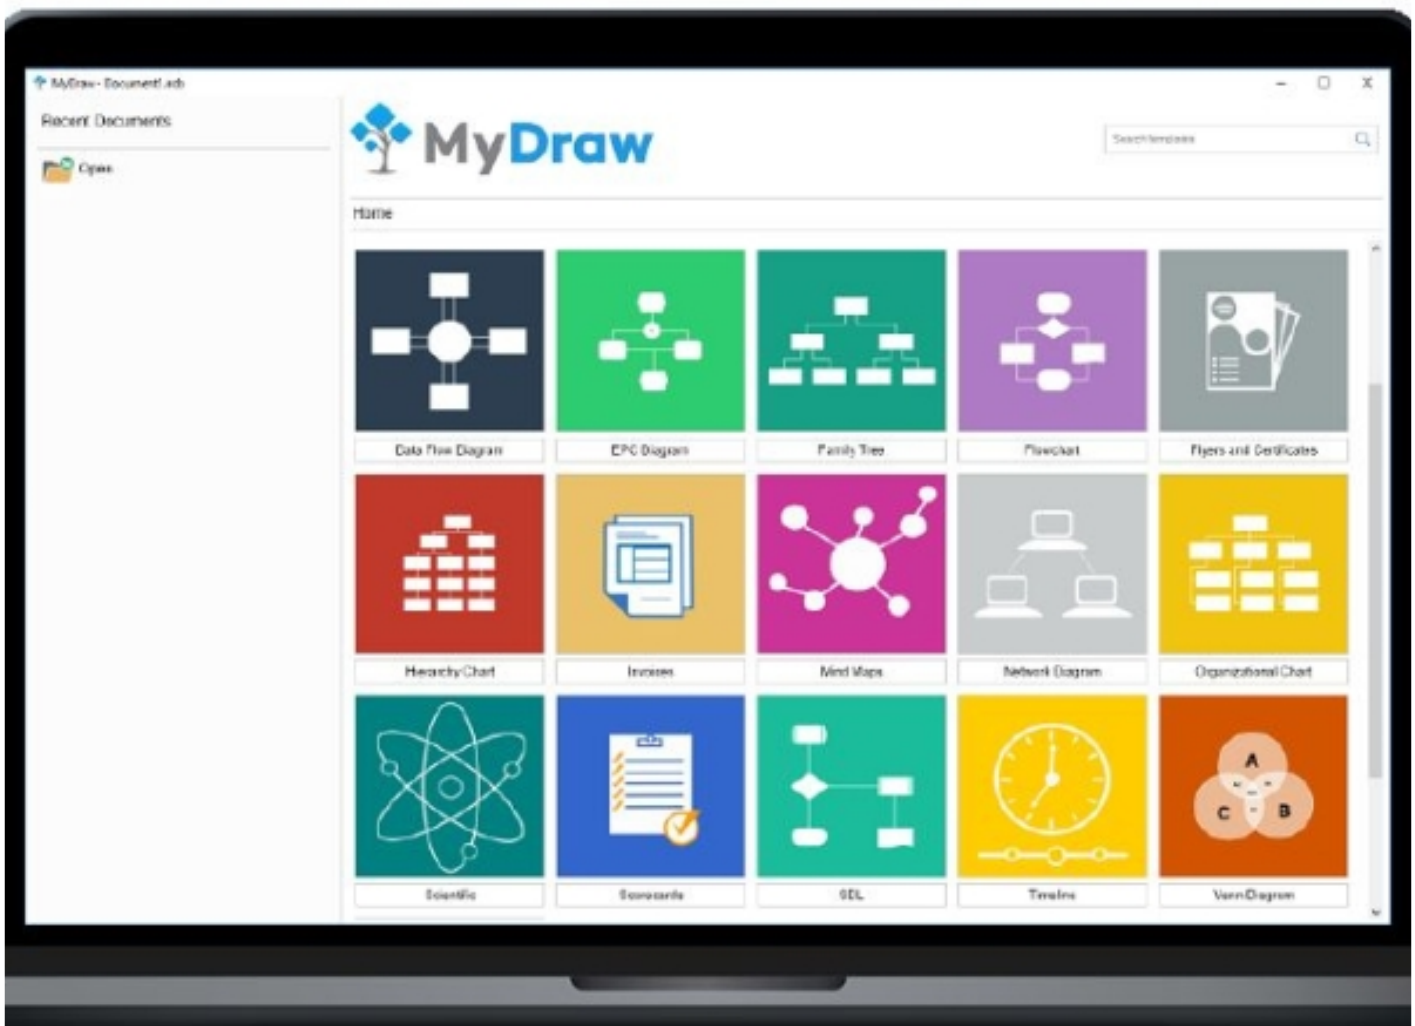 MyDraw - Document1.ndx
Recent Documents
Open
MyDraw
Search templates
Home
Data Flow Diagram
EPC Diagram
Family Tree
Flowchart
Flyers and Certificates
Hierarchy Chart
Invoices
Mind Maps
Network Diagram
Organizational Chart
A
C
B
Scientific
Scorecards
SDL
Timeline
Venn Diagram